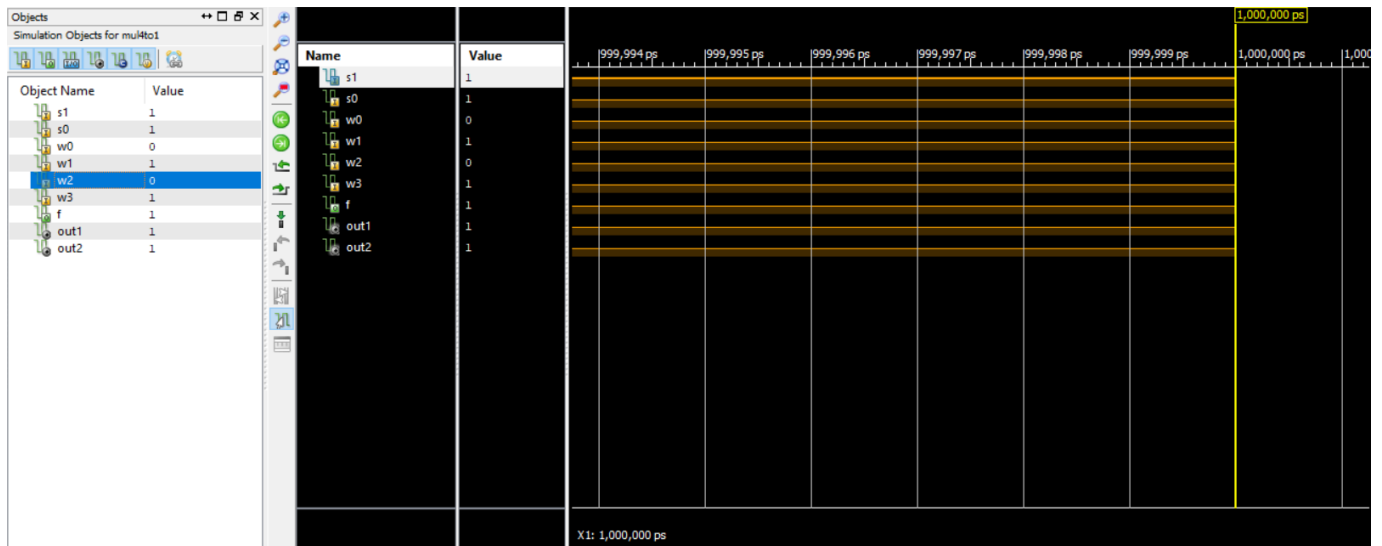 Objects
Simulation Objects for mul4to1
Object Name Value
s1 1
s0 1
w0 0
w1 1
w2 0
w3 1
f 1
out1 1
out2 1
Name Value
s1 1
s0 1
w0 0
w1 1
w2 0
w3 1
f 1
out1 1
out2 1
1,000,000 ps
999,994 ps 999,995 ps 999,996 ps 999,997 ps 999,998 ps 999,999 ps 1,000,000 ps 1,000
X1: 1,000,000 ps